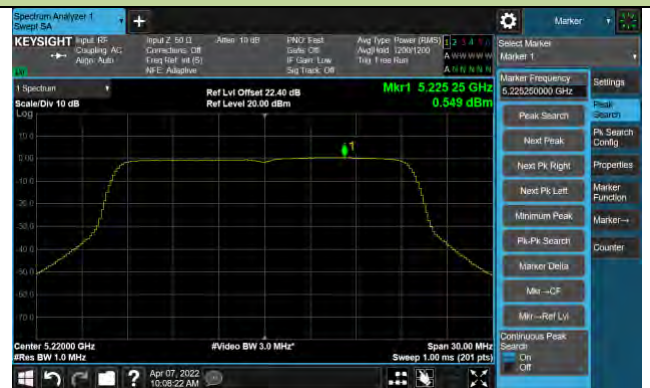 Spectrum Analyzer 1
Swept SA
Marker
KEYSIGHT Input: RF
Coupling: AC
Align: Auto
Input Z: 50 Ω
Corrections: Off
Freq Ref: Int (S)
NFE: Adaptive
Atten: 10 dB
PNO: Fast
Gate: Off
IF Gain: Low
Sig Track: Off
Avg Type: Power (RMS)
Avg|Hold: 1200/1200
Trig: Free Run
1 2 3 4 5 6
A W W W W W
A N N N N N
Select Marker
Marker 1
1 Spectrum
Scale/Div 10 dB
Log
Ref Lvl Offset 22.40 dB
Ref Level 20.00 dBm
Mkr1 5.225 25 GHz
0.549 dBm
Marker Frequency
5.225250000 GHz
Settings
Peak Search
Peak Search
Next Peak
Pk Search Config
Next Pk Right
Properties
Next Pk Left
Marker Function
Minimum Peak
Marker→
Pk-Pk Search
Counter
Marker Delta
Mkr→CF
Mkr→Ref Lvl
Continuous Peak Search
On
Off
10.0
0.00
-10.0
-20.0
-30.0
-40.0
-50.0
-60.0
-70.0
1
Center 5.22000 GHz
#Res BW 1.0 MHz
#Video BW 3.0 MHz*
Span 30.00 MHz
Sweep 1.00 ms (201 pts)
Apr 07, 2022
10:08:22 AM